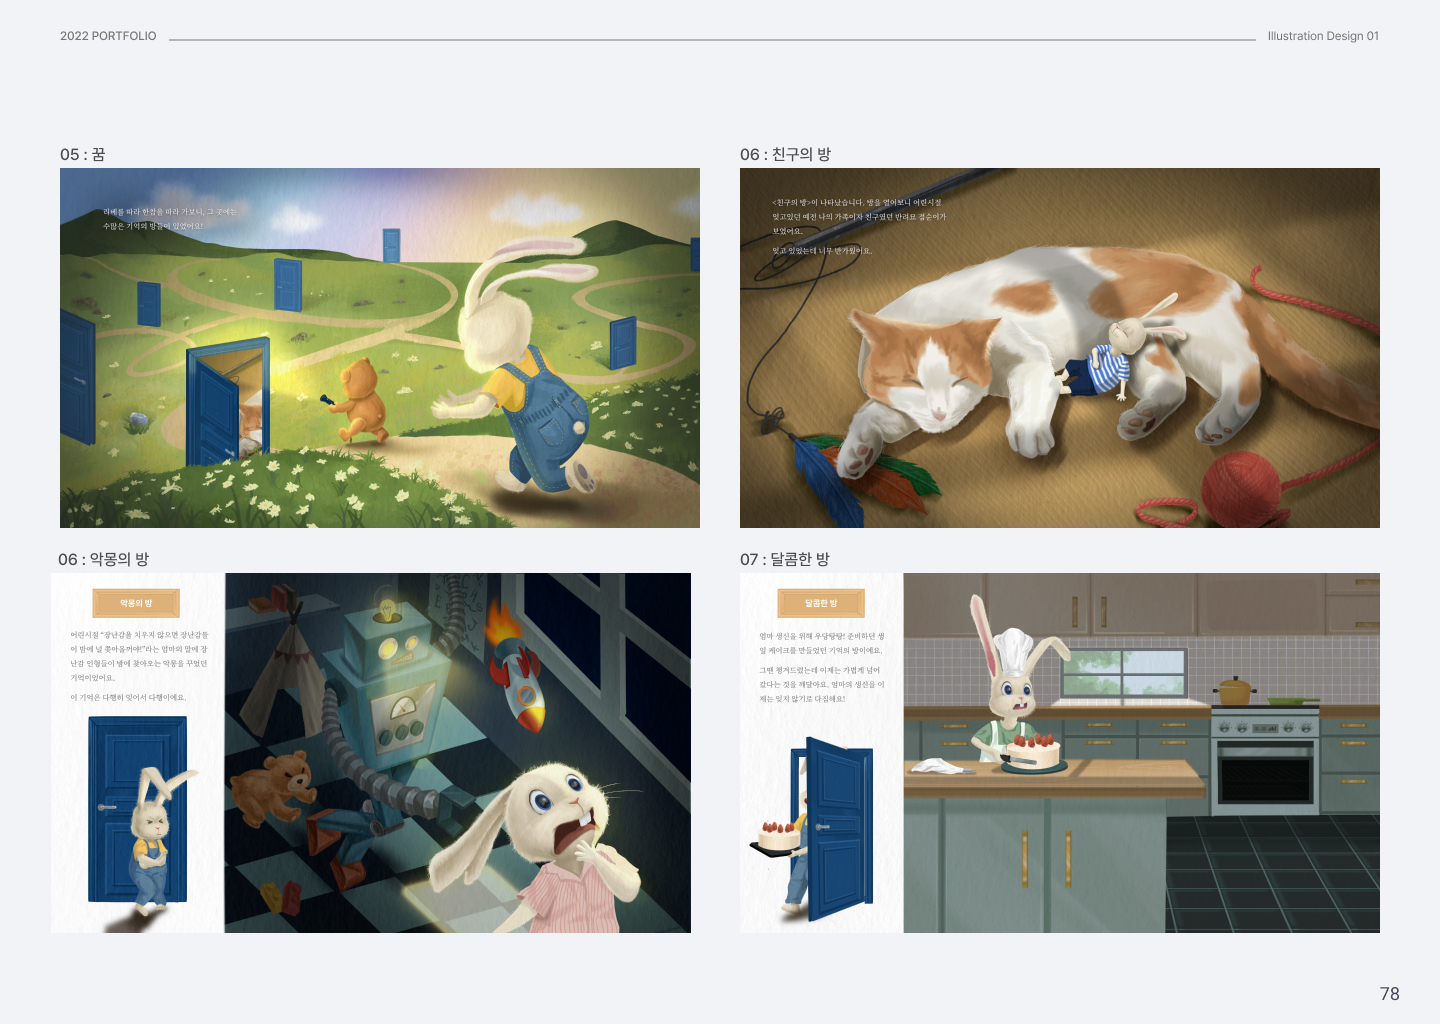 2022 PORTFOLIO
Illustration Design 01
05 : 꿈
리베를 따라 한참을 따라 가보니, 그 곳에는
수많은 기억의 방들이 있었어요!
06 : 친구의 방
<친구의 방>이 나타났습니다. 방을 열어보니 어린시절
잊고있던 예전 나의 가족이자 친구였던 반려묘 겸순이가
보였어요.
잊고 있었는데 너무 반가웠어요.
06 : 악몽의 방
악몽의 방
어린시절 “장난감을 치우지 않으면 장난감들
이 밤에 널 쫓아올꺼야!”라는 엄마의 말에 장
난감 인형들이 밤에 쫓아오는 악몽을 꾸었던
기억이었어요.
이 기억은 다행히 잊어서 다행이에요.
07 : 달콤한 방
달콤한 방
엄마 생신을 위해 우당탕탕! 준비하던 생
일 케이크를 만들었던 기억의 방이에요.
그땐 챙겨드렸는데 이제는 가볍게 넘어
갔다는 것을 깨달아요. 엄마의 생신을 이
제는 잊지 않기로 다짐해요!
78